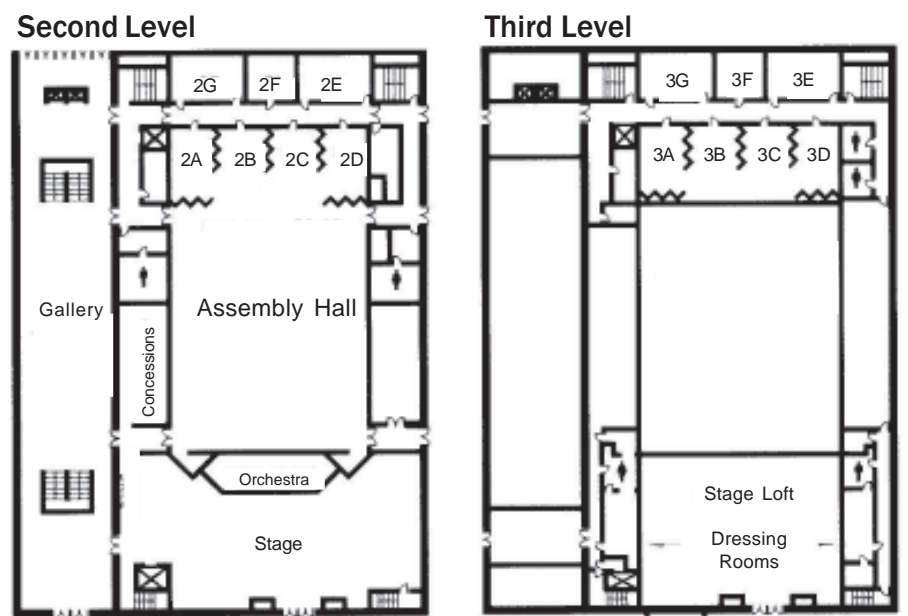 Second Level
2G 2F 2E
2A 2B 2C 2D
Gallery
Assembly Hall
Concessions
Orchestra
Stage
Third Level
3G 3F 3E
3A 3B 3C 3D
Stage Loft
Dressing
Rooms